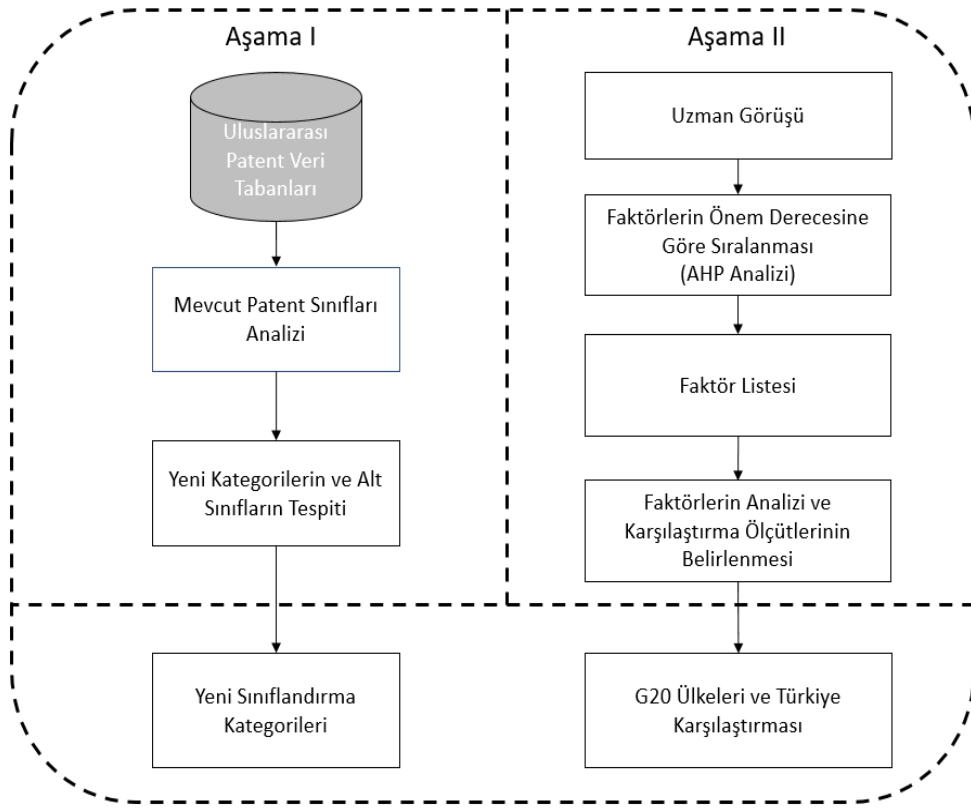 Aşama I
Uluslararası
Patent Veri
Tabanları
Mevcut Patent Sınıfları
Analizi
Yeni Kategorilerin ve Alt
Sınıfların Tespiti
Yeni Sınıflandırma
Kategorileri
Aşama II
Uzman Görüşü
Faktörlerin Önem Derecesine
Göre Sıralanması
(AHP Analizi)
Faktör Listesi
Faktörlerin Analizi ve
Karşılaştırma Ölçütlerinin
Belirlenmesi
G20 Ülkeleri ve Türkiye
Karşılaştırması